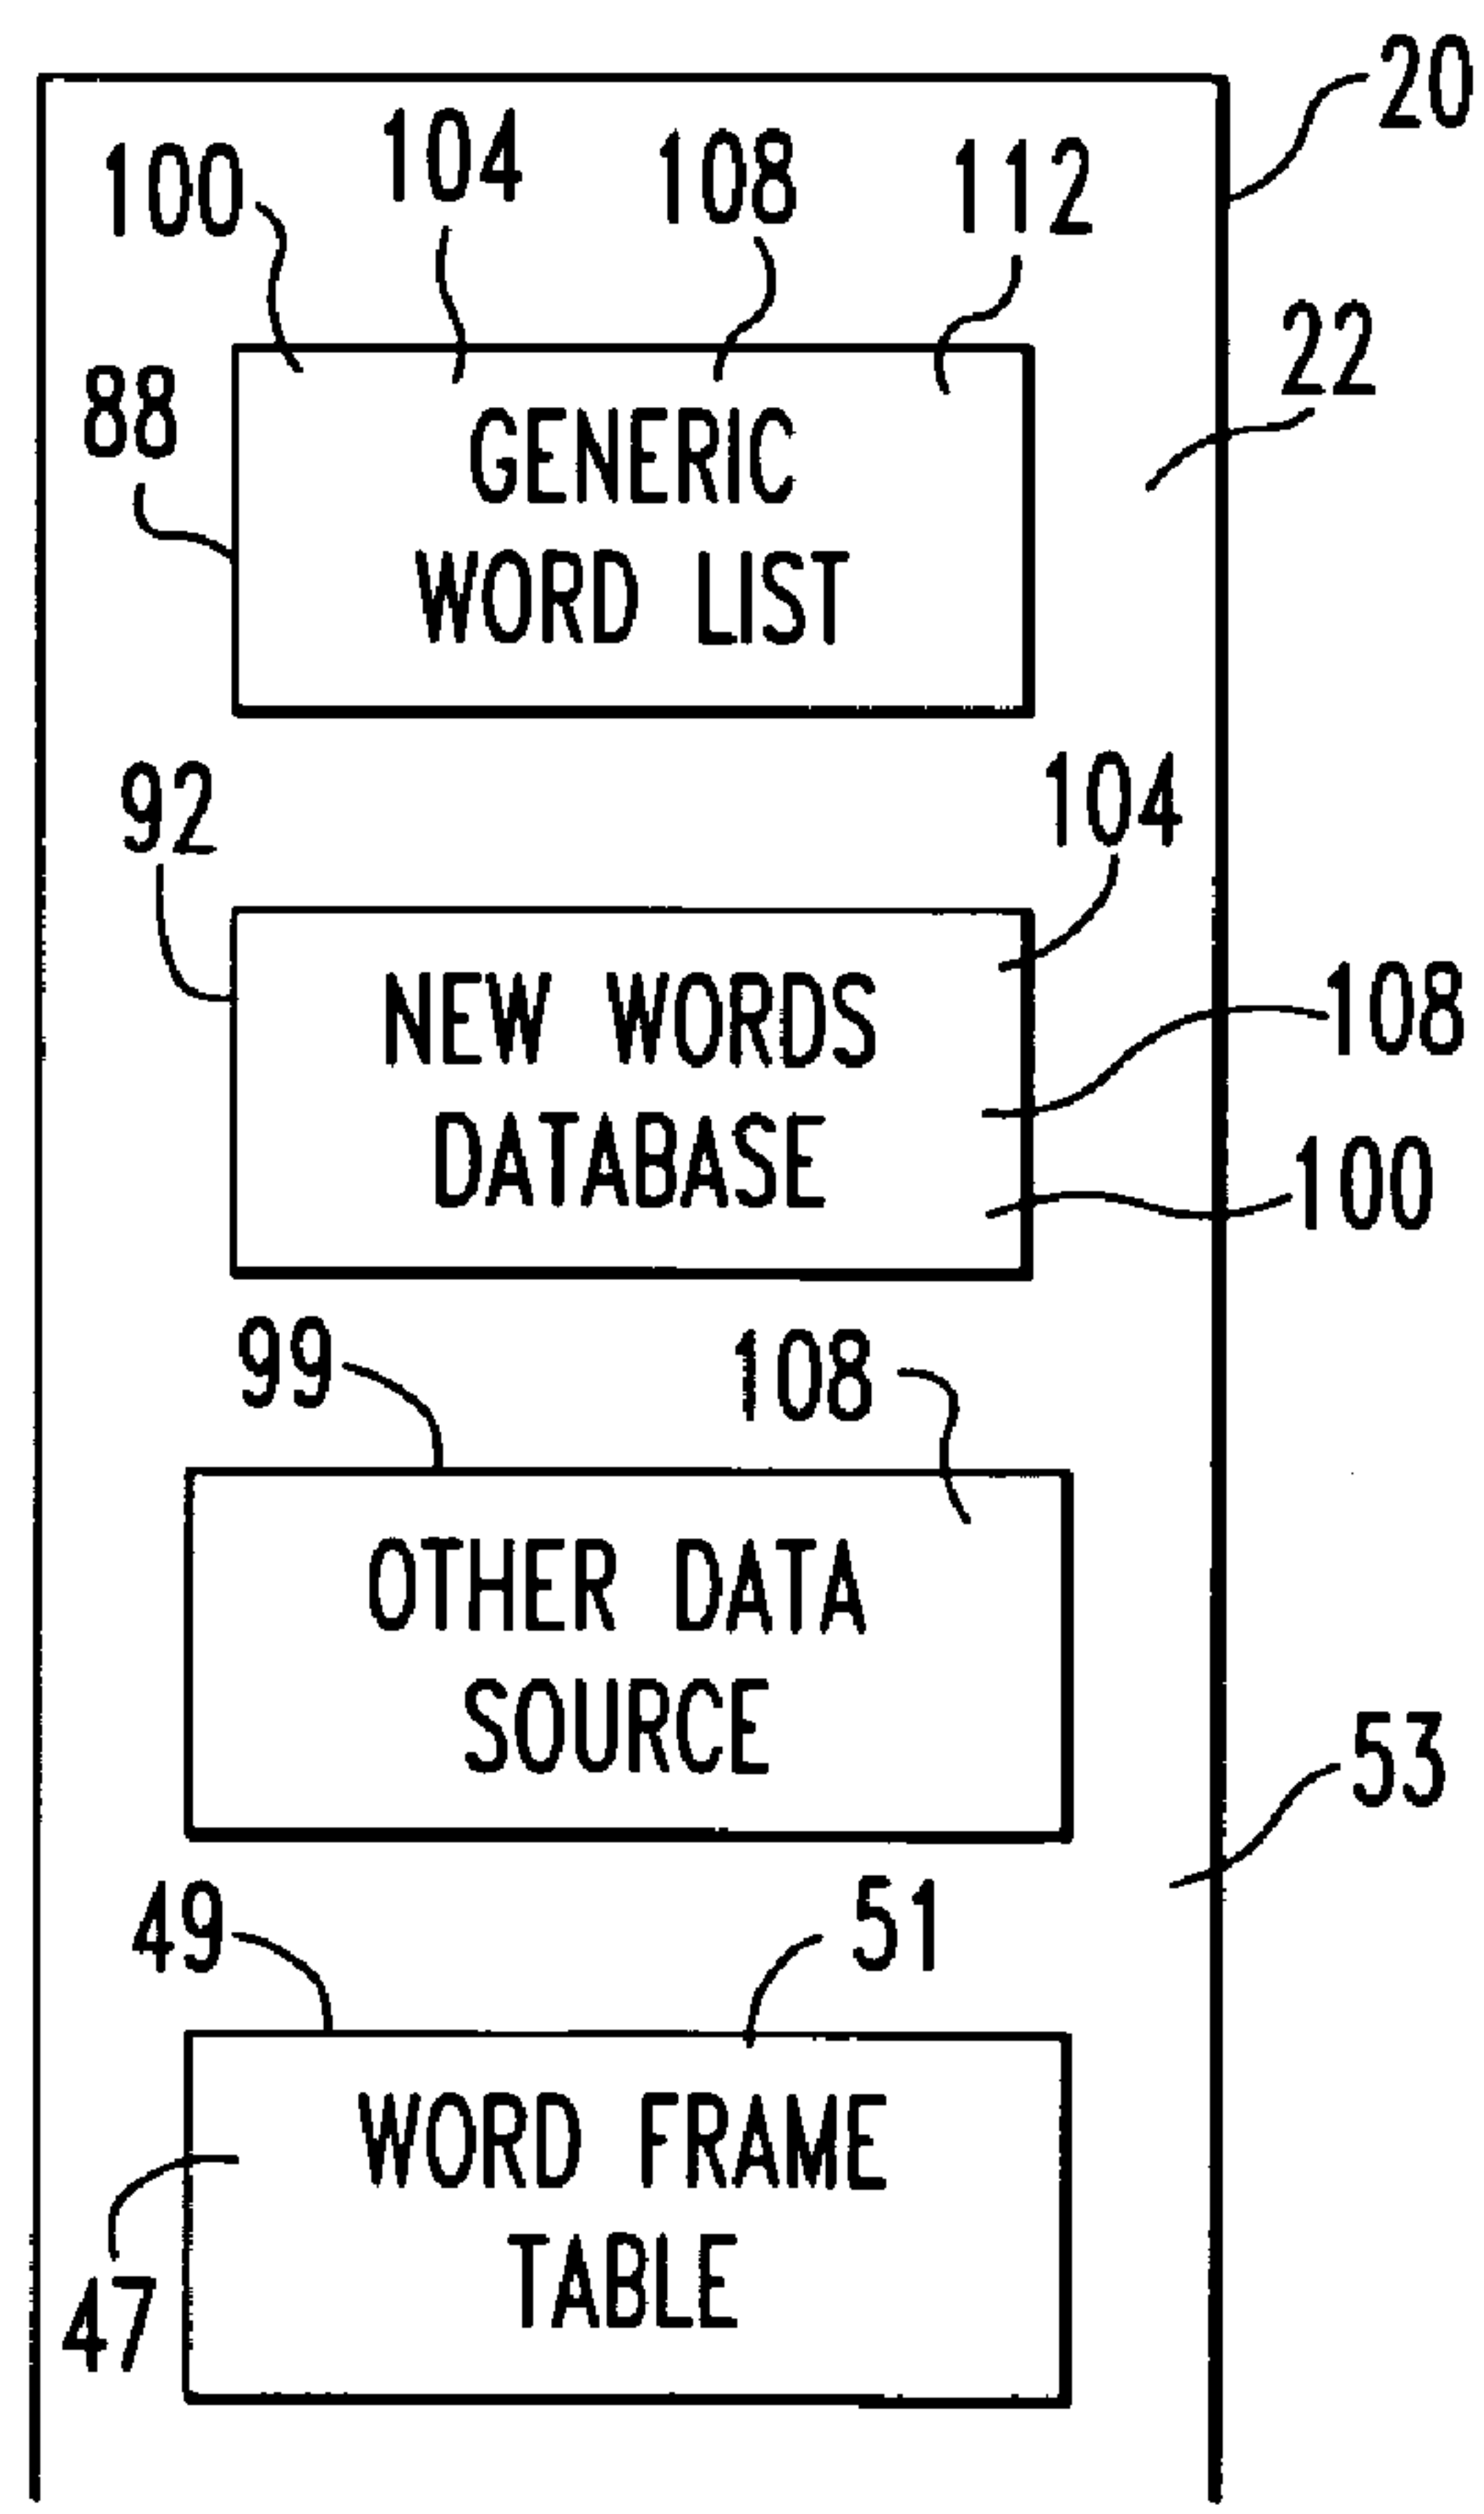 20
104
108
112
100
22
88
GENERIC
WORD LIST
92
104
NEW WORDS
108
DATABASE
100
99
108
OTHER DATA
SOURCE
53
49
51
WORD FRAME
TABLE
47